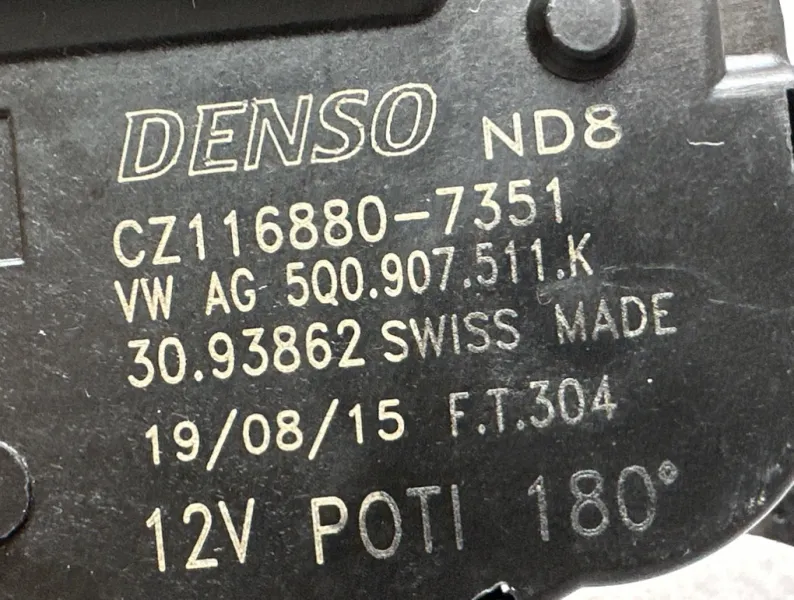 DENSO ND8
CZ116880-7351
VW AG 5Q0.907.511.K
30.93862 SWISS MADE
19/08/15 F.T.304
12V POTI 180°